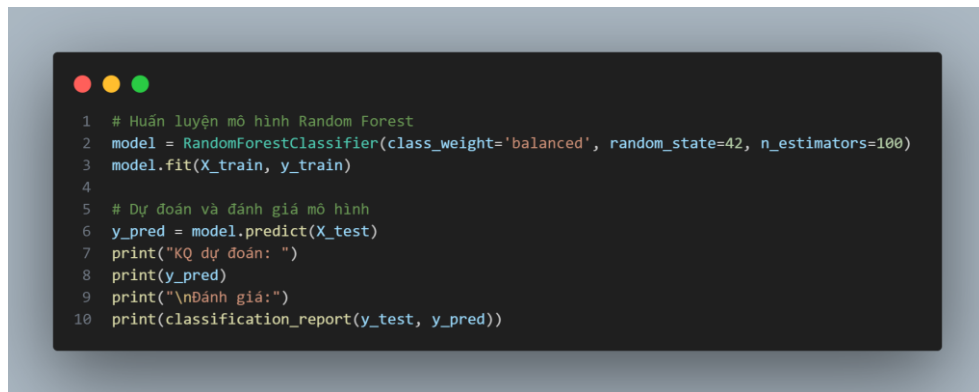 1 # Huấn luyện mô hình Random Forest
2 model = RandomForestClassifier(class_weight='balanced', random_state=42, n_estimators=100)
3 model.fit(X_train, y_train)
4
5 # Dự đoán và đánh giá mô hình
6 y_pred = model.predict(X_test)
7 print("KQ dự đoán: ")
8 print(y_pred)
9 print("\nĐánh giá:")
10 print(classification_report(y_test, y_pred))